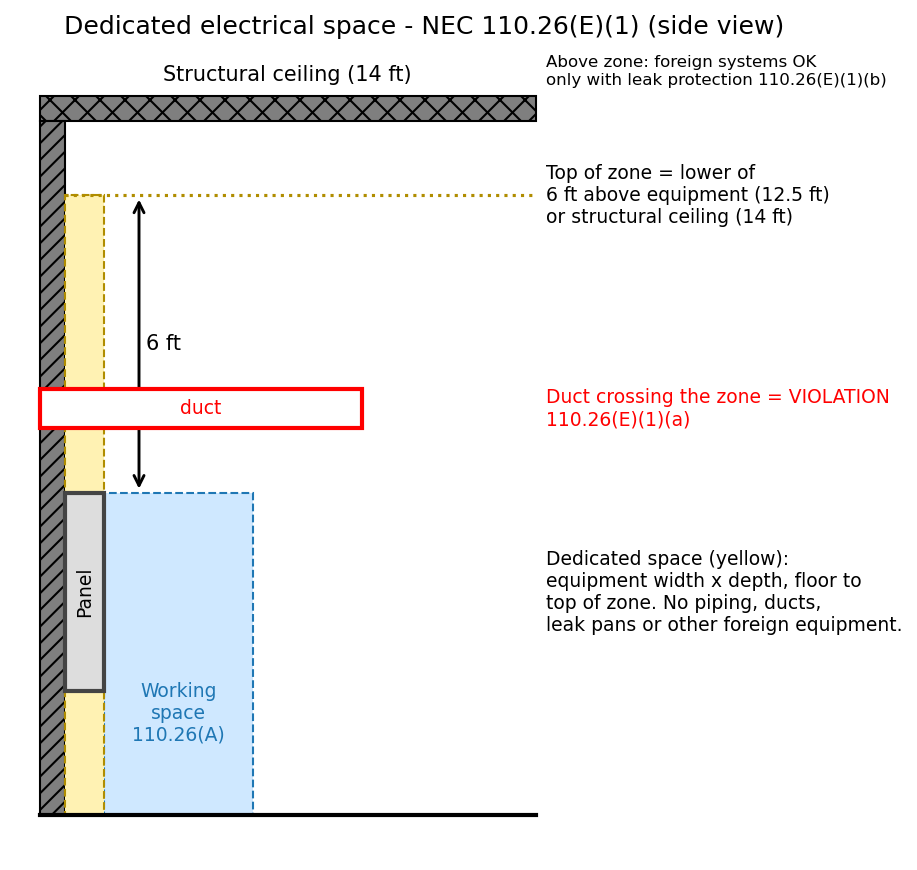 Dedicated electrical space - NEC 110.26(E)(1) (side view)
Structural ceiling (14 ft)
Above zone: foreign systems OK
only with leak protection 110.26(E)(1)(b)
Top of zone = lower of
6 ft above equipment (12.5 ft)
or structural ceiling (14 ft)
6 ft
duct
Duct crossing the zone = VIOLATION
110.26(E)(1)(a)
Dedicated space (yellow):
equipment width x depth, floor to
top of zone. No piping, ducts,
leak pans or other foreign equipment.
Panel
Working
space
110.26(A)